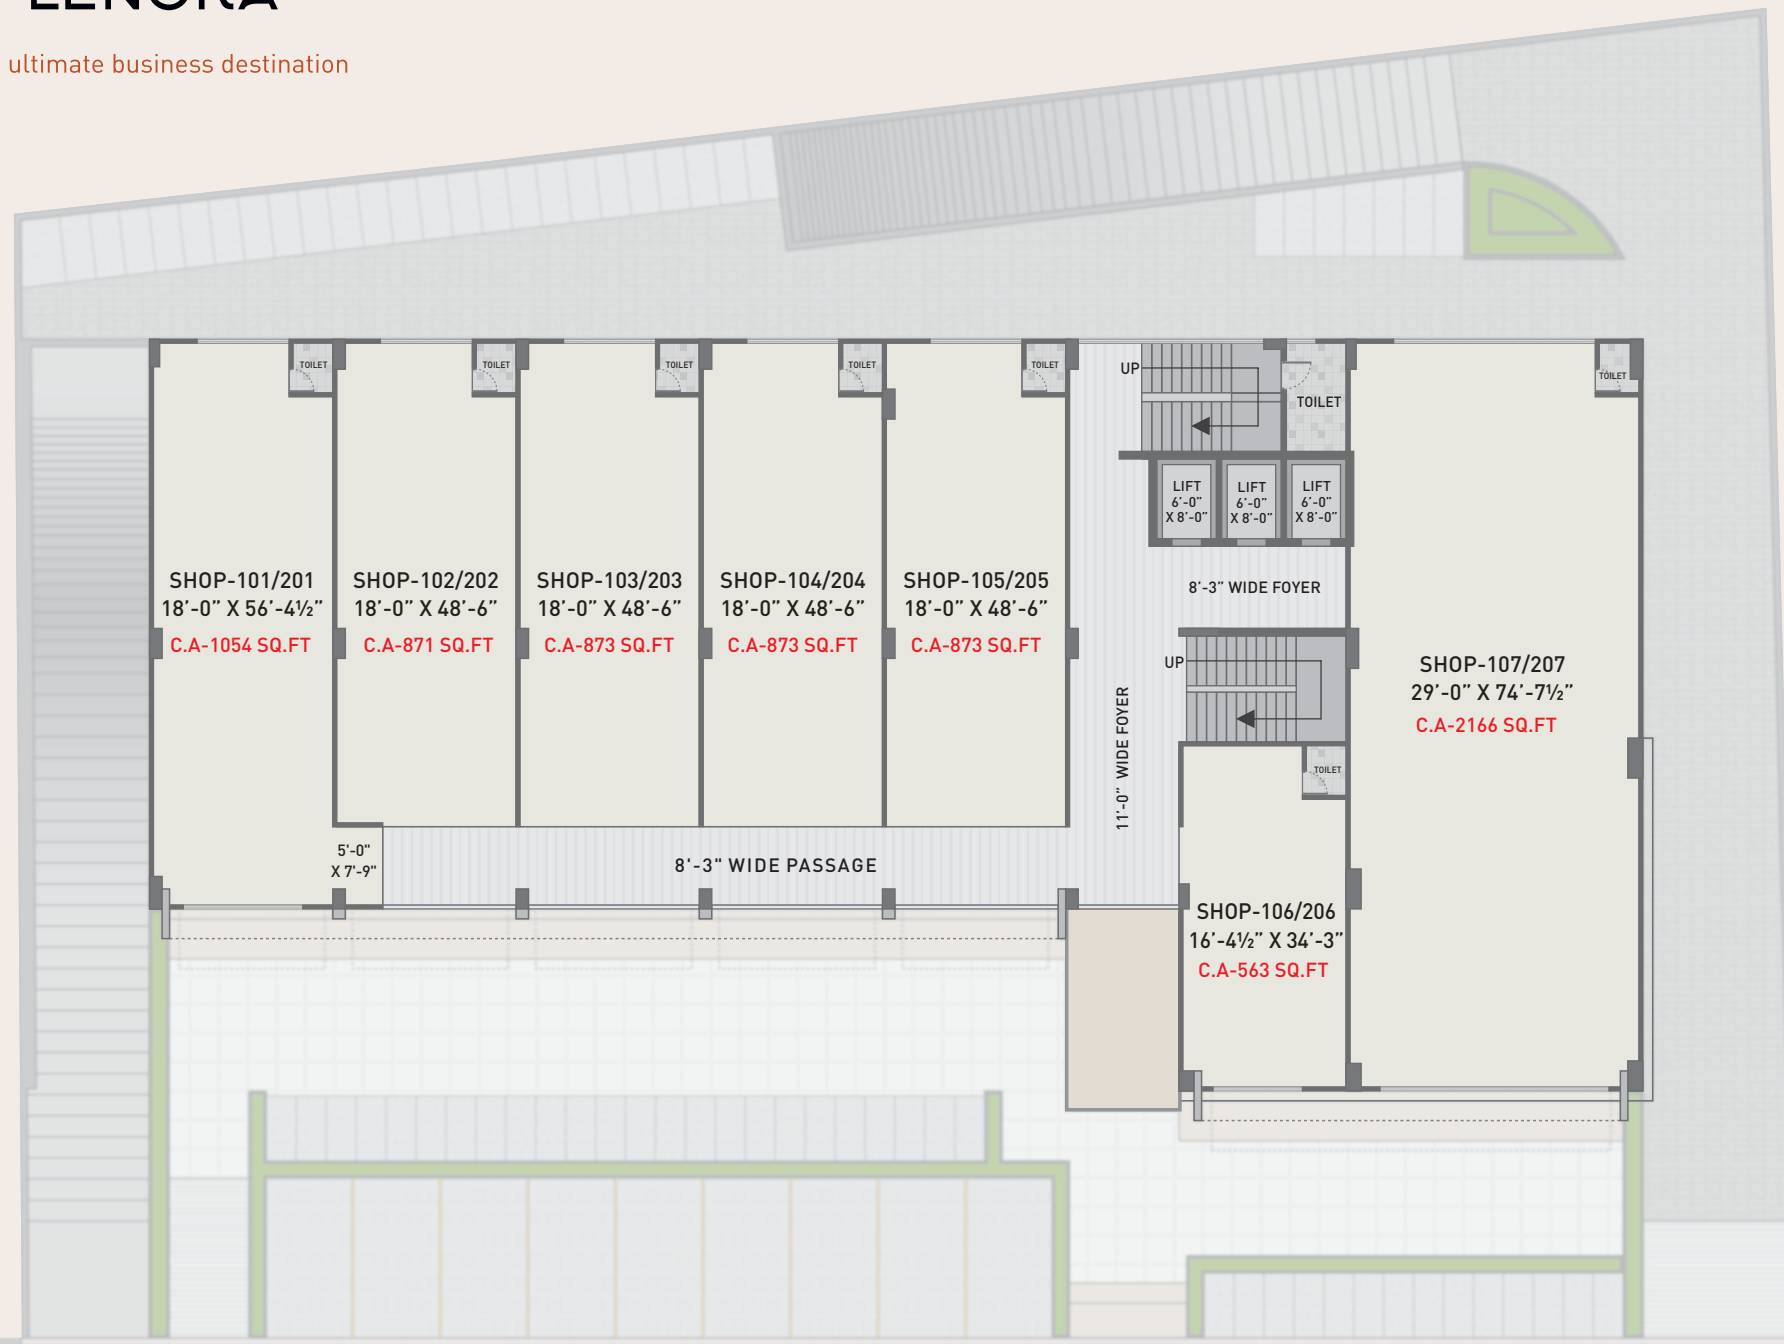 LENORA
ultimate business destination
TOILET
TOILET
TOILET
TOILET
TOILET
UP
TOILET
TOILET
LIFT
6'-0"
X 8'-0"
LIFT
6'-0"
X 8'-0"
LIFT
6'-0"
X 8'-0"
SHOP-101/201
18'-0" X 56'-4½"
C.A-1054 SQ.FT
SHOP-102/202
18'-0" X 48'-6"
C.A-871 SQ.FT
SHOP-103/203
18'-0" X 48'-6"
C.A-873 SQ.FT
SHOP-104/204
18'-0" X 48'-6"
C.A-873 SQ.FT
SHOP-105/205
18'-0" X 48'-6"
C.A-873 SQ.FT
8'-3" WIDE FOYER
UP
11'-0" WIDE FOYER
SHOP-107/207
29'-0" X 74'-7½"
C.A-2166 SQ.FT
TOILET
5'-0"
X 7'-9"
8'-3" WIDE PASSAGE
SHOP-106/206
16'-4½" X 34'-3"
C.A-563 SQ.FT